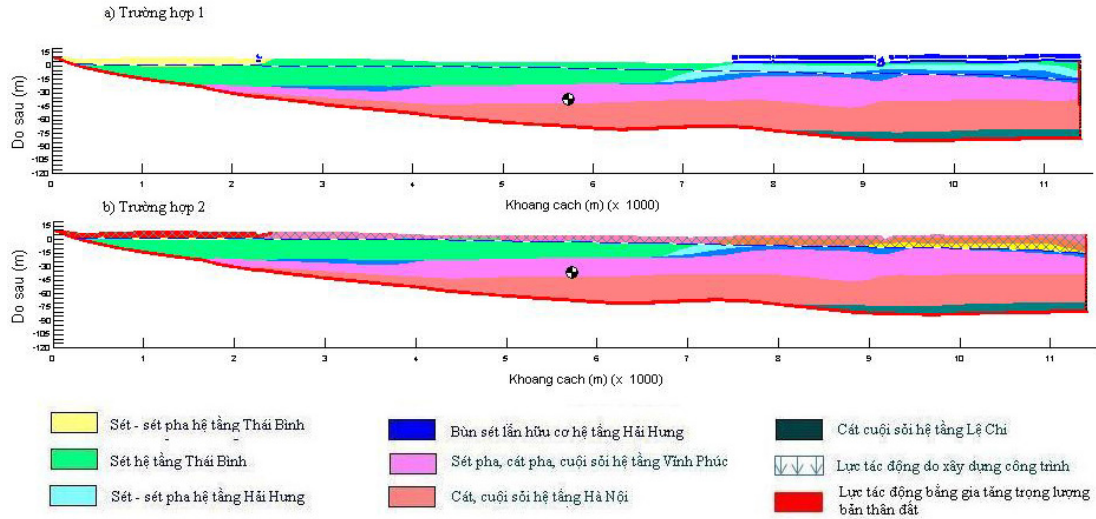 a) Trường hợp 1
Do sau (m)
15
0
-15
-30
-45
-60
-75
-90
-105
-120
0 1 2 3 4 5 6 7 8 9 10 11
Khoang cach (m) (x 1000)
b) Trường hợp 2
Do sau (m)
15
0
-15
-30
-45
-60
-75
-90
-105
-120
0 1 2 3 4 5 6 7 8 9 10 11
Khoang cach (m) (x 1000)
Sét - sét pha hệ tầng Thái Bình
Sét hệ tầng Thái Bình
Sét - sét pha hệ tầng Hải Hưng
Bùn sét lẫn hữu cơ hệ tầng Hải Hưng
Sét pha, cát pha, cuội sỏi hệ tầng Vĩnh Phúc
Cát, cuội sỏi hệ tầng Hà Nội
Cát cuội sỏi hệ tầng Lệ Chi
Lực tác động do xây dựng công trình
Lực tác động bằng gia tăng trọng lượng
bản thân đất